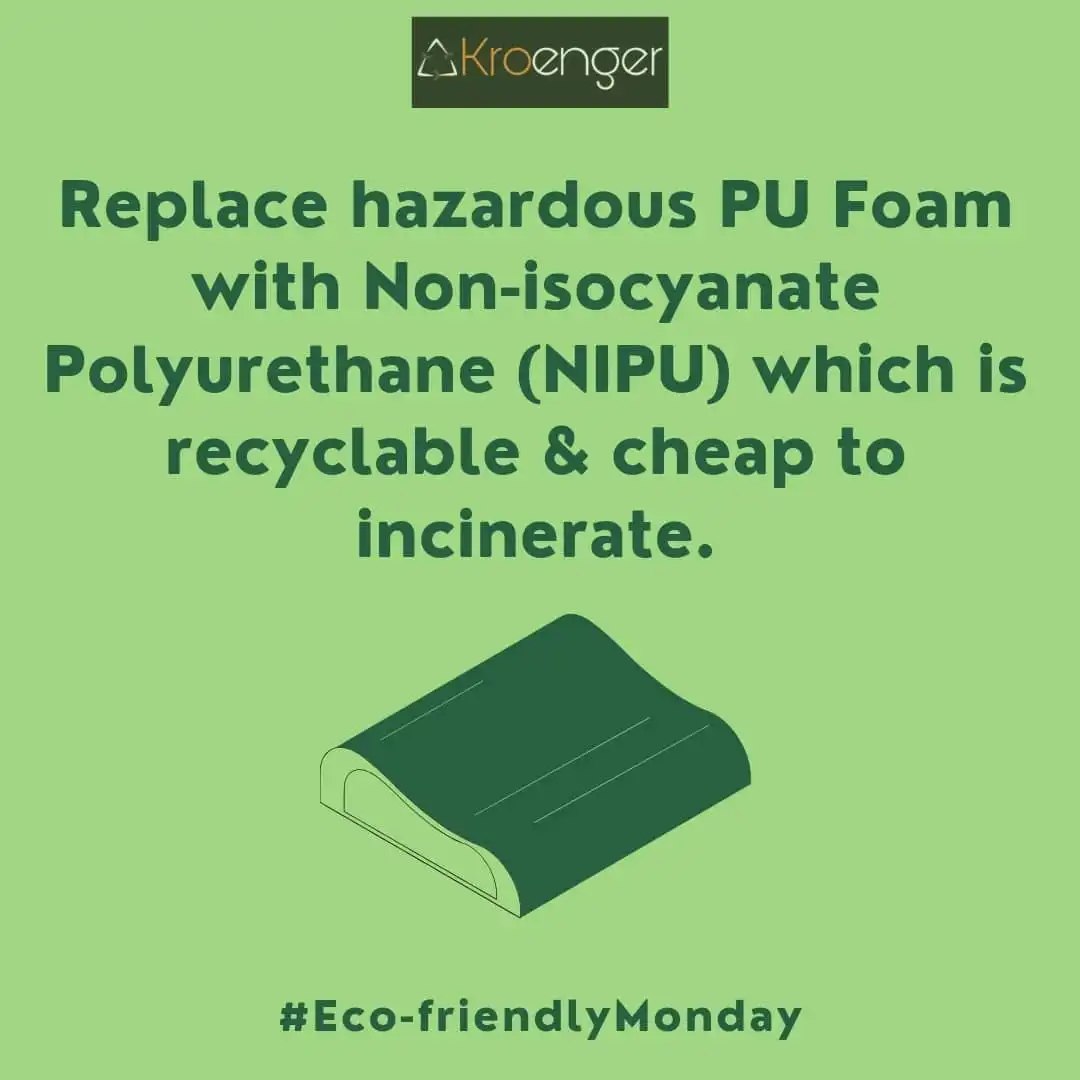 Kroenger
Replace hazardous PU Foam
with Non-isocyanate
Polyurethane (NIPU) which is
recyclable & cheap to
incinerate.
#Eco-friendlyMonday